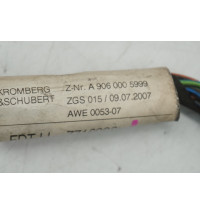 KROMBERG Z-Nr. A 906 000 5999
&SCHUBERT ZGS 015 / 09.07.2007
AWE 0053-07